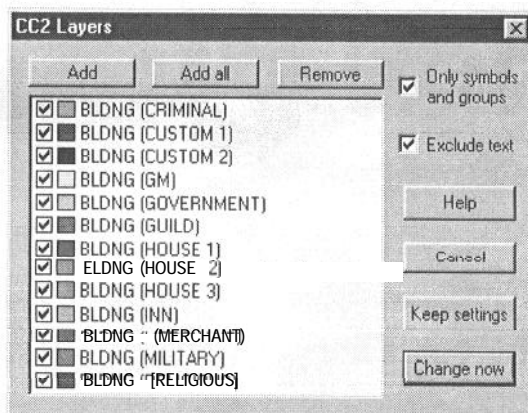 CC2 Layers
Add Add all Remove
Only symbols
and groups
Exclude text
BLDNG (CRIMINAL)
BLDNG (CUSTOM 1)
BLDNG (CUSTOM 2)
BLDNG (GM)
BLDNG (GOVERNMENT)
BLDNG (GUILD)
BLDNG (HOUSE 1)
ELDNG (HOUSE 2)
BLDNG (HOUSE 3)
BLDNG (INN)
BLDNG : (MERCHANT)
BLDNG (MILITARY)
"BLDNG "[RELIGIOUS]
Help
Cancel
Keep settings
Change now